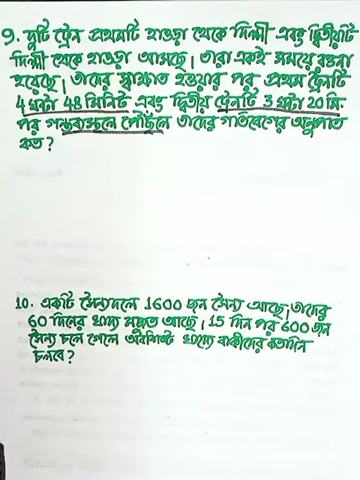 9. দুটি ট্রেন প্রথমটি হাওড়া থেকে দিল্লী এবং দ্বিতীয়টি
দিল্লী থেকে হাওড়া আসছে। তারা একই সময়ে রওনা
হয়েছে। তাদের স্বাক্ষাত হওয়ার পর প্রথম ট্রেনটি
4 ঘন্টা 48 মিনিট এবং দ্বিতীয় ট্রেনটি 3 ঘন্টা 20 মি.
পর গন্তব্যস্থলে পৌঁছলে তাদের গতিবেগের অনুপাত
কত?
10. একটি সৈন্যদলে 1600 জন সৈন্য আছে, তাদের
60 দিনের খাদ্য মজুত আছে। 15 দিন পর 600 জন
সৈন্য চলে গেলে অবশিষ্ট খাদ্যে বাকীদের কতদিন
চলবে?